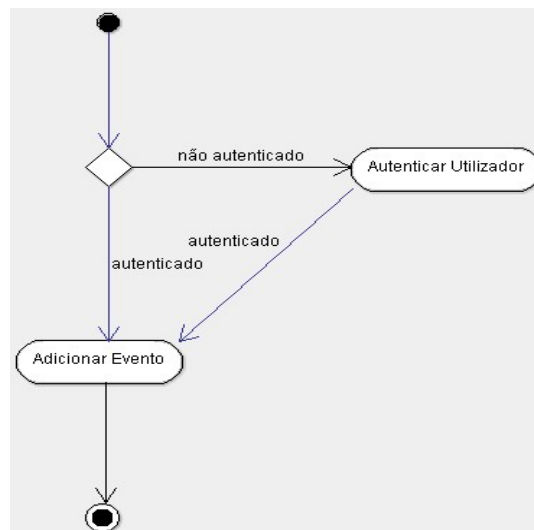 não autenticado
Autenticar Utilizador
autenticado
autenticado
Adicionar Evento